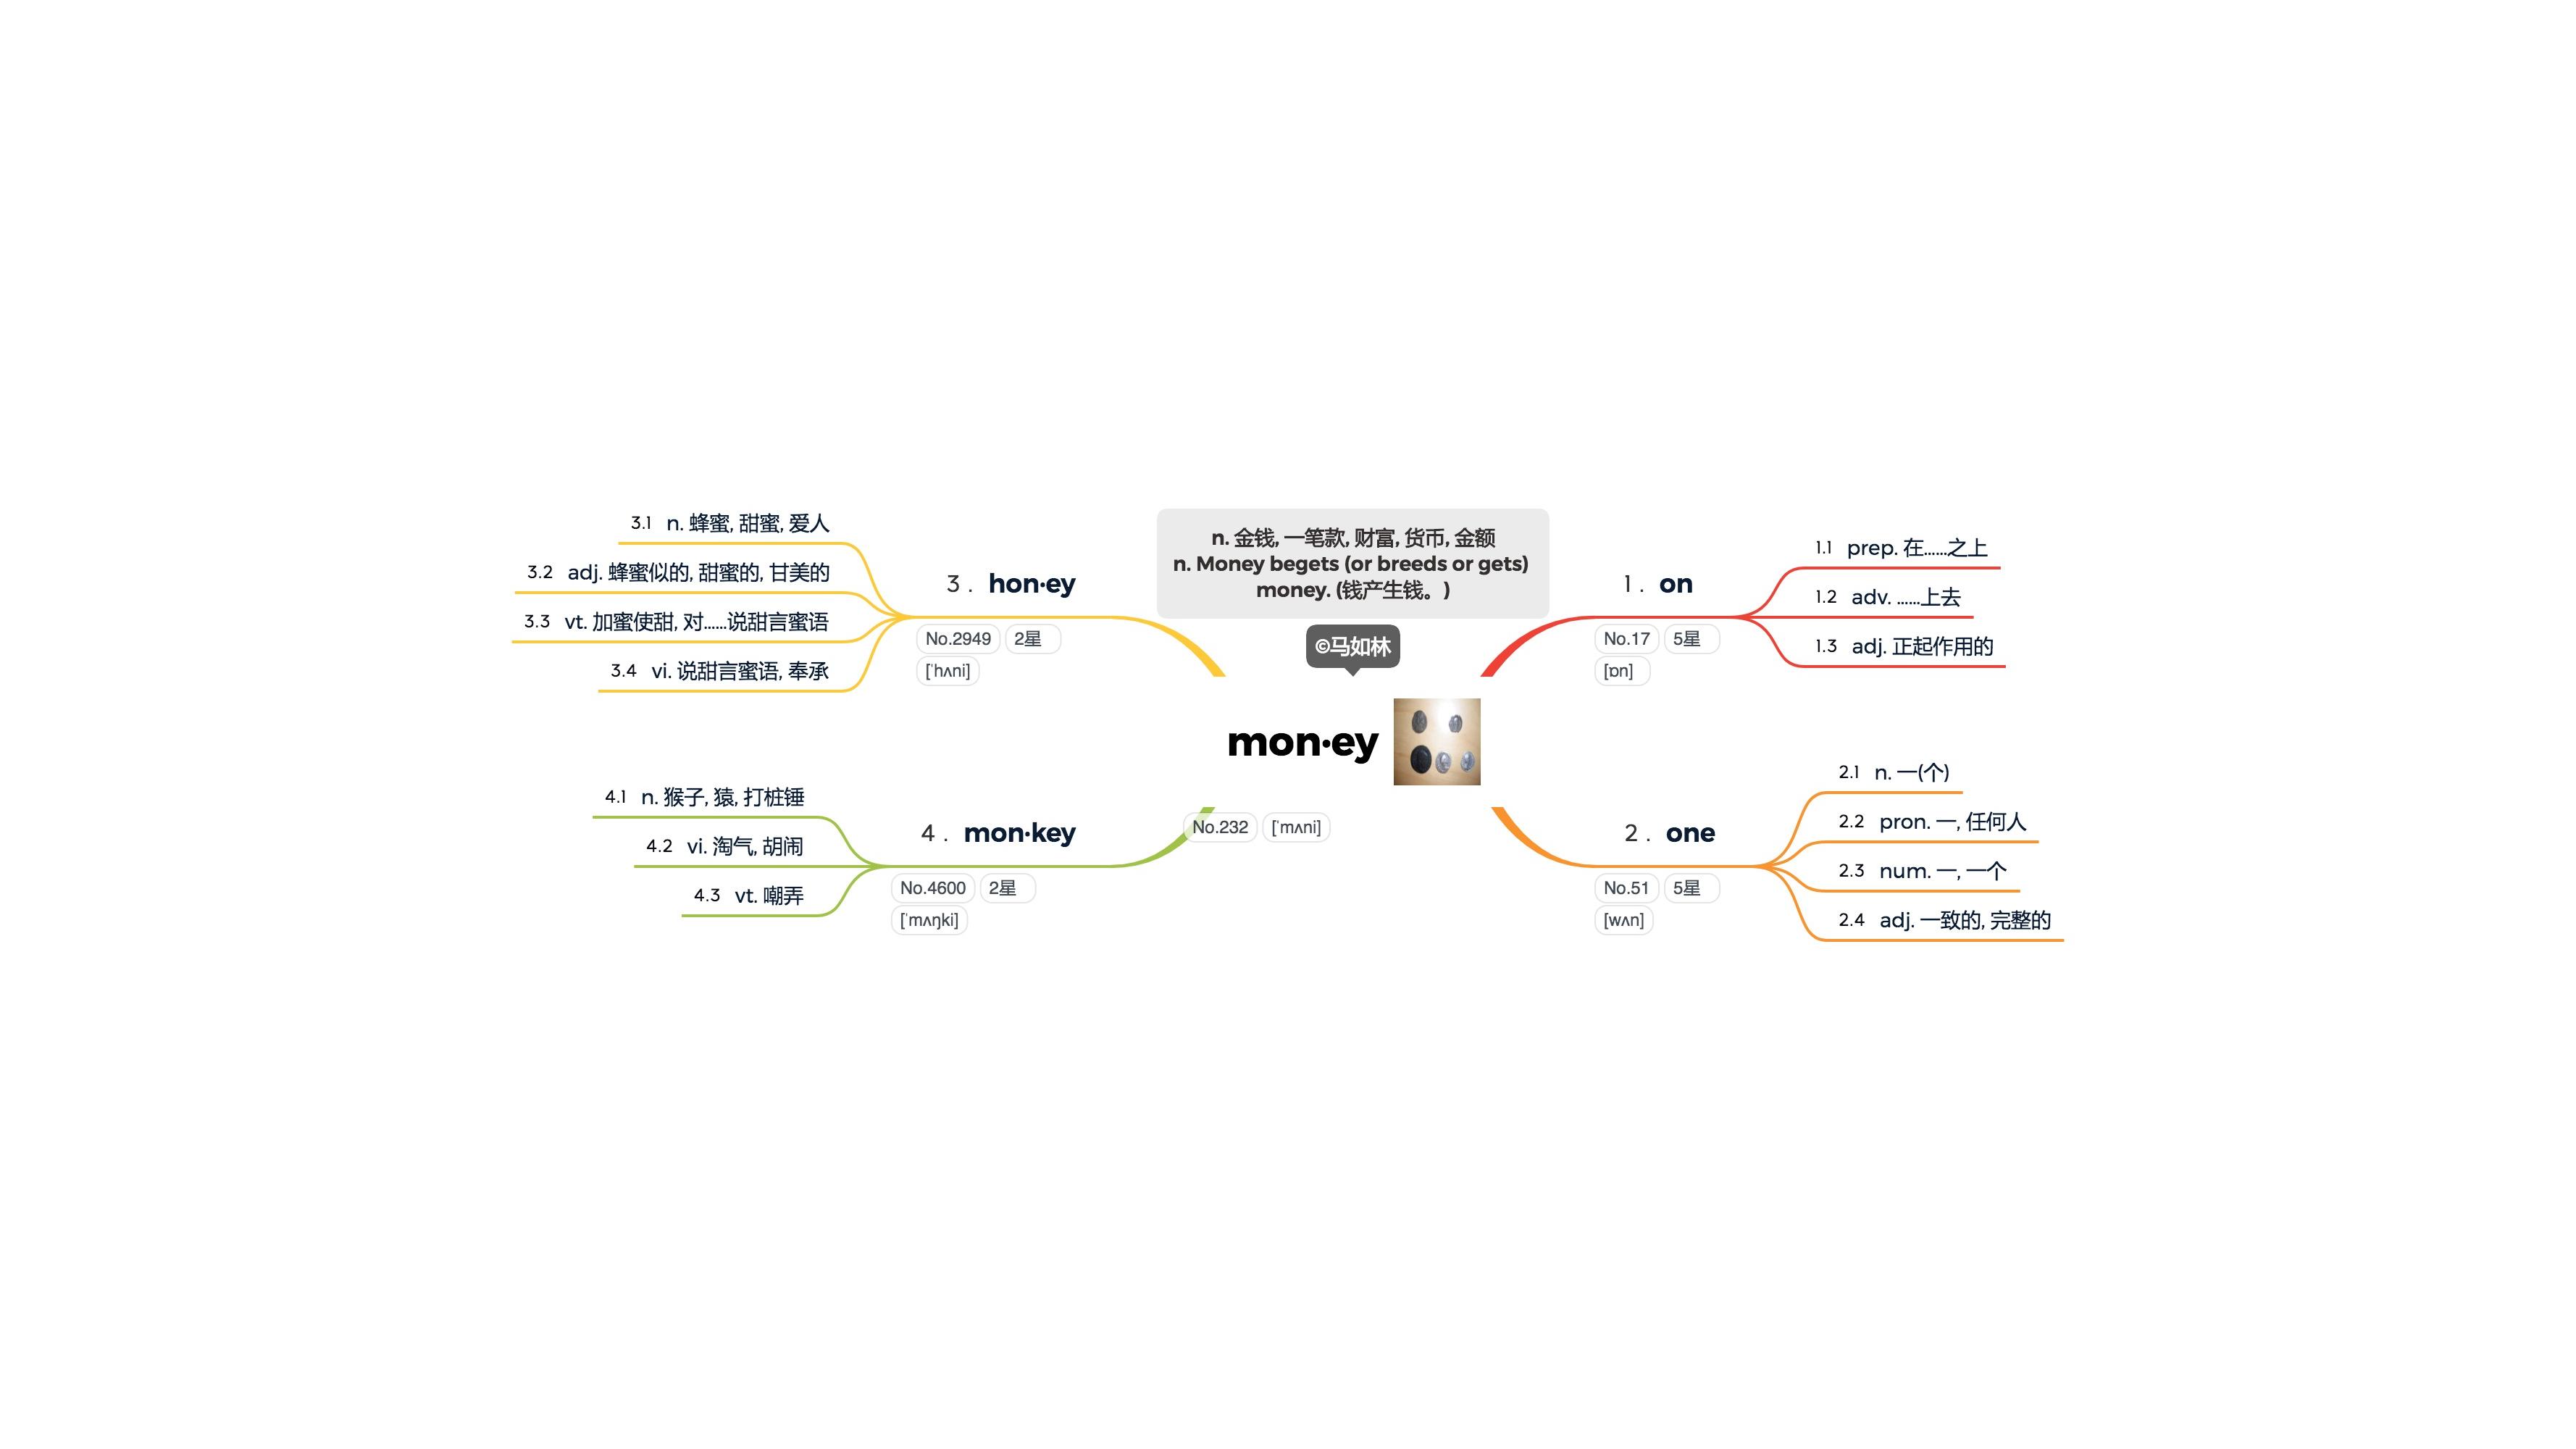 n. 金钱, 一笔款, 财富, 货币, 金额
n. Money begets (or breeds or gets)
money. (钱产生钱。)
©马如林
mon·ey
No.232 ['mʌni]
1. on
No.17 5星
[ɒn]
1.1 prep. 在……之上
1.2 adv. ……上去
1.3 adj. 正起作用的
2. one
No.51 5星
[wʌn]
2.1 n. 一(个)
2.2 pron. 一, 任何人
2.3 num. 一, 一个
2.4 adj. 一致的, 完整的
3. hon·ey
No.2949 2星
['hʌni]
3.1 n. 蜂蜜, 甜蜜, 爱人
3.2 adj. 蜂蜜似的, 甜蜜的, 甘美的
3.3 vt. 加蜜使甜, 对……说甜言蜜语
3.4 vi. 说甜言蜜语, 奉承
4. mon·key
No.4600 2星
['mʌŋki]
4.1 n. 猴子, 猿, 打桩锤
4.2 vi. 淘气, 胡闹
4.3 vt. 嘲弄